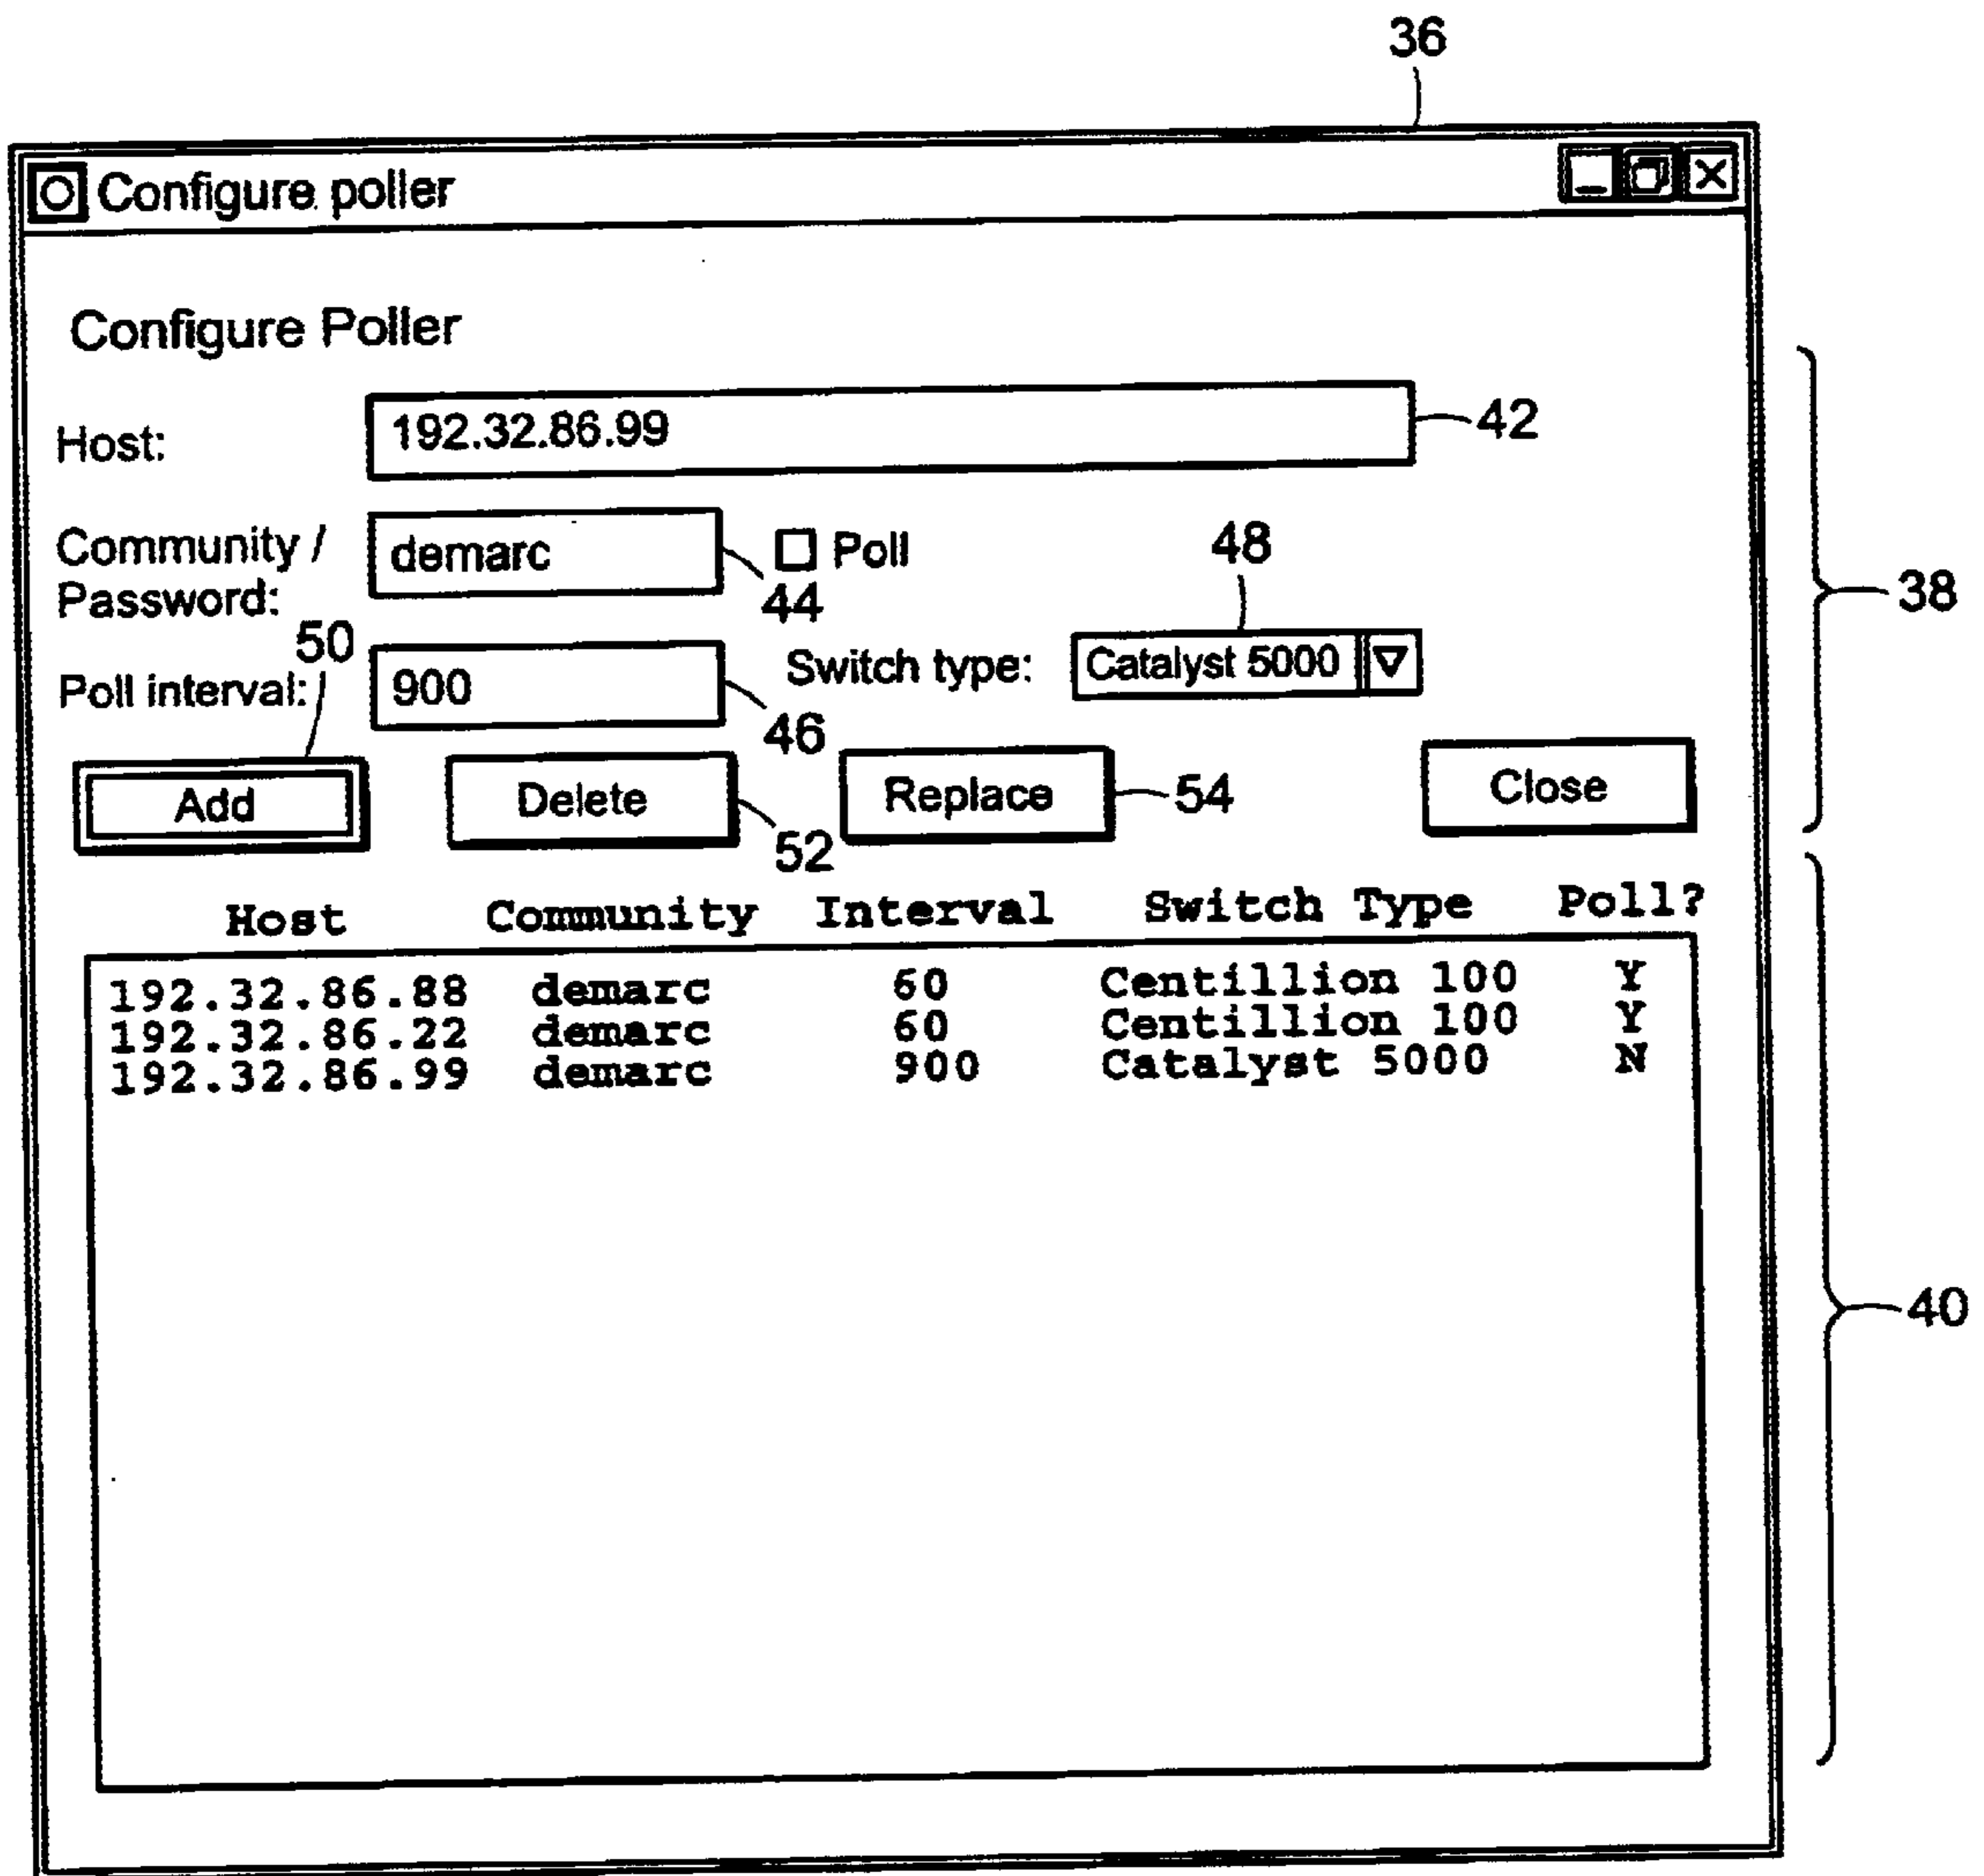 36
Configure poller
Configure Poller
Host: 192.32.86.99 42
Community / Password: demarc 44 Poll 48
38
50
Poll interval: 900 46 Switch type: Catalyst 5000
Add Delete 52 Replace 54 Close
Host Community Interval Switch Type Poll?
192.32.86.88 demarc 60 Centillion 100 Y
192.32.86.22 demarc 60 Centillion 100 Y
192.32.86.99 demarc 900 Catalyst 5000 N
40